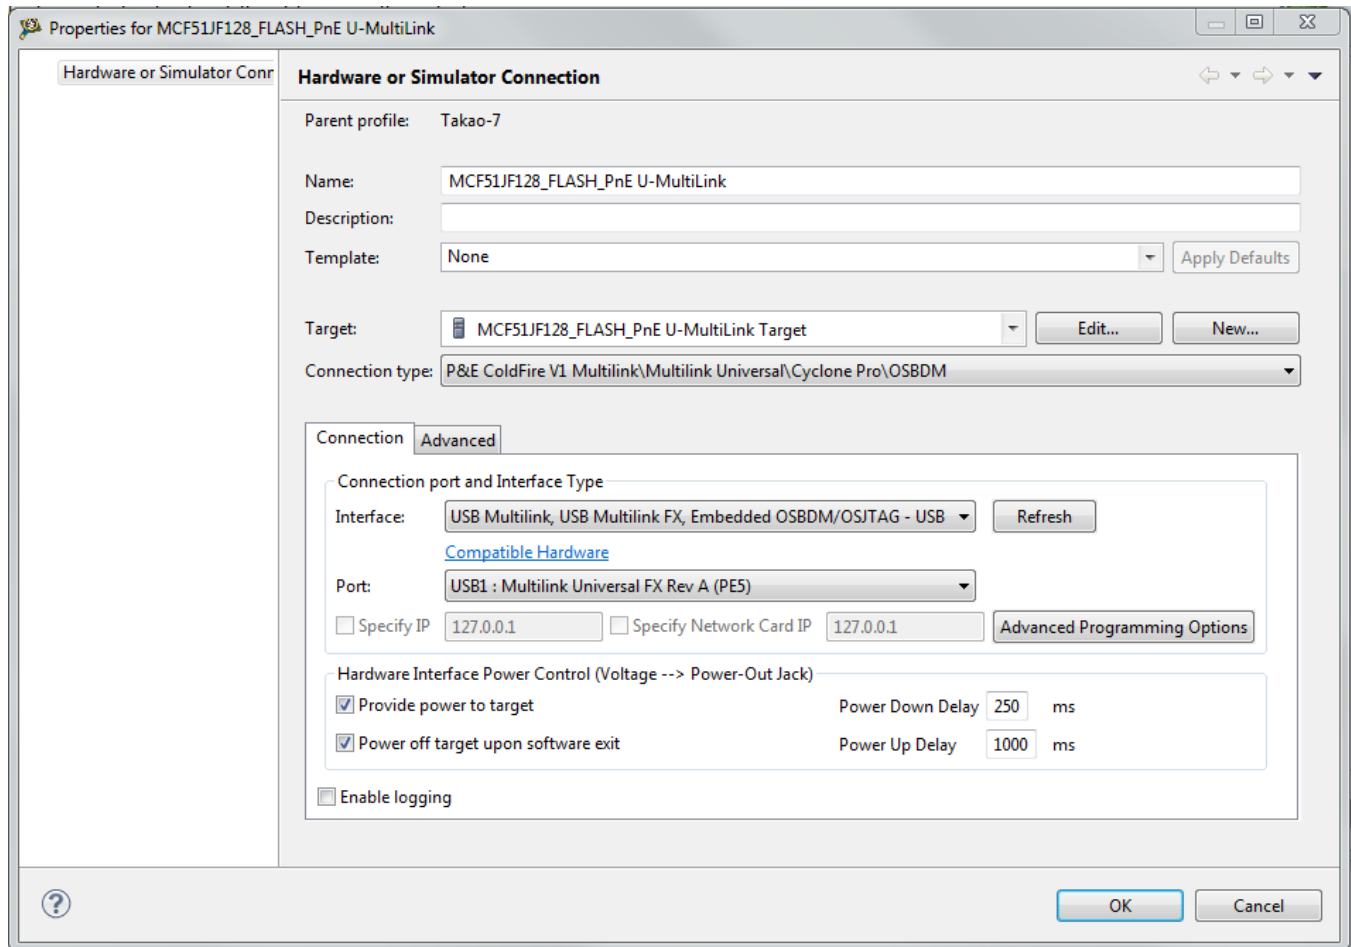 Properties for MCF51JF128_FLASH_PnE U-MultiLink
Hardware or Simulator Conr
Hardware or Simulator Connection
Parent profile: Takao-7
Name: MCF51JF128_FLASH_PnE U-MultiLink
Description:
Template: None Apply Defaults
Target: MCF51JF128_FLASH_PnE U-MultiLink Target Edit... New...
Connection type: P&E ColdFire V1 Multilink\Multilink Universal\Cyclone Pro\OSBDM
Connection Advanced
Connection port and Interface Type
Interface: USB Multilink, USB Multilink FX, Embedded OSBDM/OSJTAG - USB Refresh
Compatible Hardware
Port: USB1 : Multilink Universal FX Rev A (PE5)
Specify IP 127.0.0.1 Specify Network Card IP 127.0.0.1 Advanced Programming Options
Hardware Interface Power Control (Voltage --> Power-Out Jack)
Provide power to target Power Down Delay 250 ms
Power off target upon software exit Power Up Delay 1000 ms
Enable logging
? OK Cancel